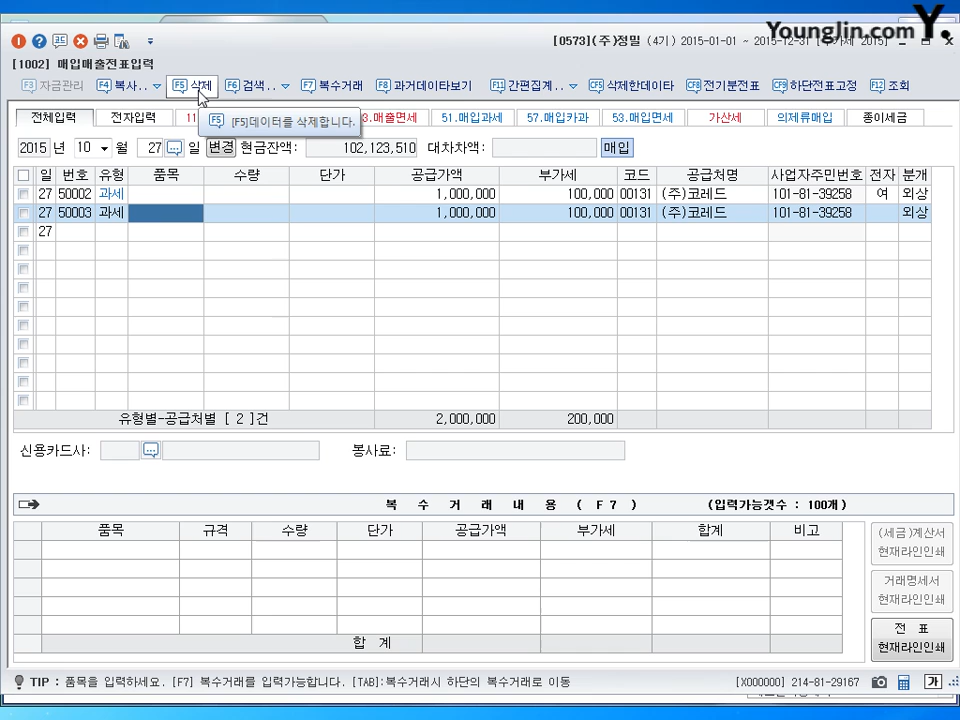 Younglin.com Y.
[0573](주)정밀 (4기) 2015-01-01 ~ 2015-12-31 2015]
[1002] 매입매출전표입력
F3 자금관리 F4 복사.. F5 삭제 F6 검색.. F7 복수거래 F8 과거데이타보기 F11 간편집계.. CF5 삭제한데이타 CF8 전기분전표 CF9 하단전표고정 F12 조회
전체입력 전자입력 11 3.매출면세 51.매입과세 57.매입카과 53.매입면세 가산세 의제류매입 종이세금
F5 [F5]데이터를 삭제합니다.
2015 년 10 월 27 일 변경 현금잔액: 102,123,510 대차차액: 매입
일 번호 유형 품목 수량 단가 공급가액 부가세 코드 공급처명 사업자주민번호 전자 분개
27 50002 과세 1,000,000 100,000 00131 (주)코레드 101-81-39258 여 외상
27 50003 과세 1,000,000 100,000 00131 (주)코레드 101-81-39258 외상
27
유형별-공급처별 [ 2 ]건 2,000,000 200,000
신용카드사: 봉사료:
복 수 거 래 내 용 ( F 7 ) (입력가능갯수 : 100개)
품목 규격 수량 단가 공급가액 부가세 합계 비고
합 계
(세금)계산서
현재라인인쇄
거래명세서
현재라인인쇄
전 표
현재라인인쇄
TIP : 품목을 입력하세요. [F7] 복수거래를 입력가능합니다. [TAB]:복수거래시 하단의 복수거래로 이동 [X000000] 214-81-29167 가